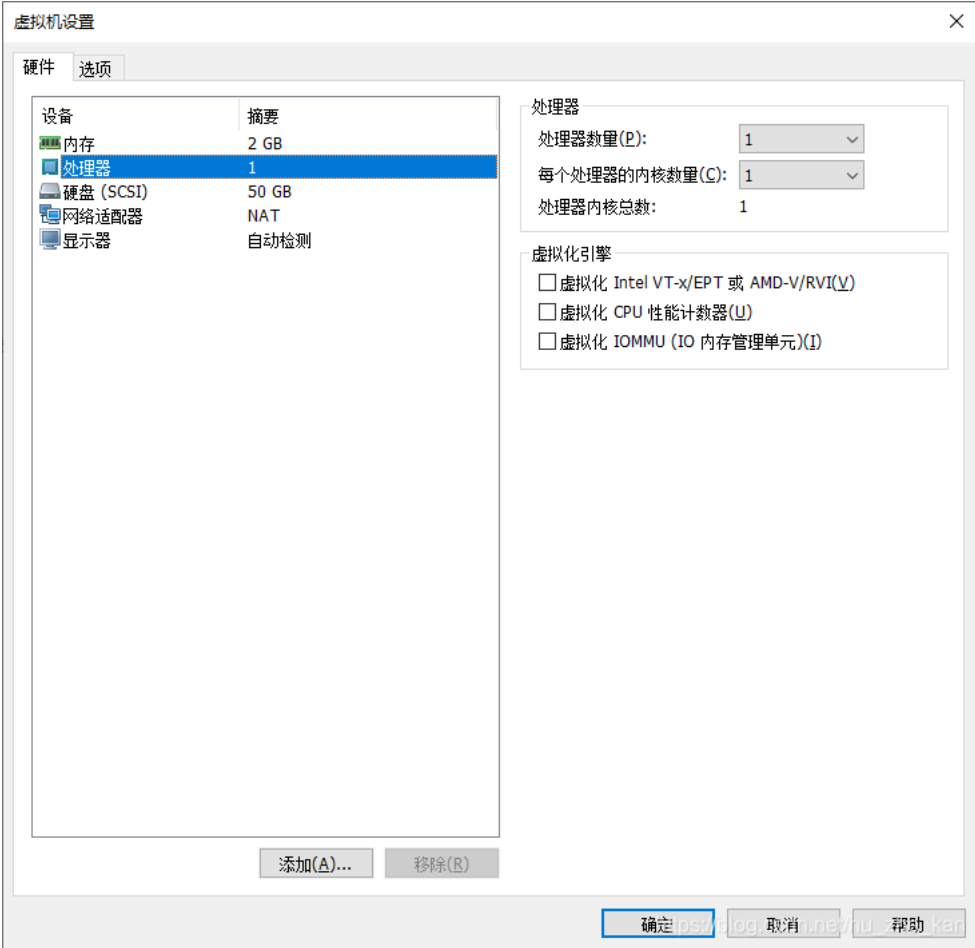 虚拟机设置
硬件 选项
设备 摘要
内存 2 GB
处理器 1
硬盘 (SCSI) 50 GB
网络适配器 NAT
显示器 自动检测
添加(A)... 移除(R)
处理器
处理器数量(P): 1
每个处理器的内核数量(C): 1
处理器内核总数: 1
虚拟化引擎
虚拟化 Intel VT-x/EPT 或 AMD-V/RVI(V)
虚拟化 CPU 性能计数器(U)
虚拟化 IOMMU (IO 内存管理单元)(I)
确定 取消 帮助